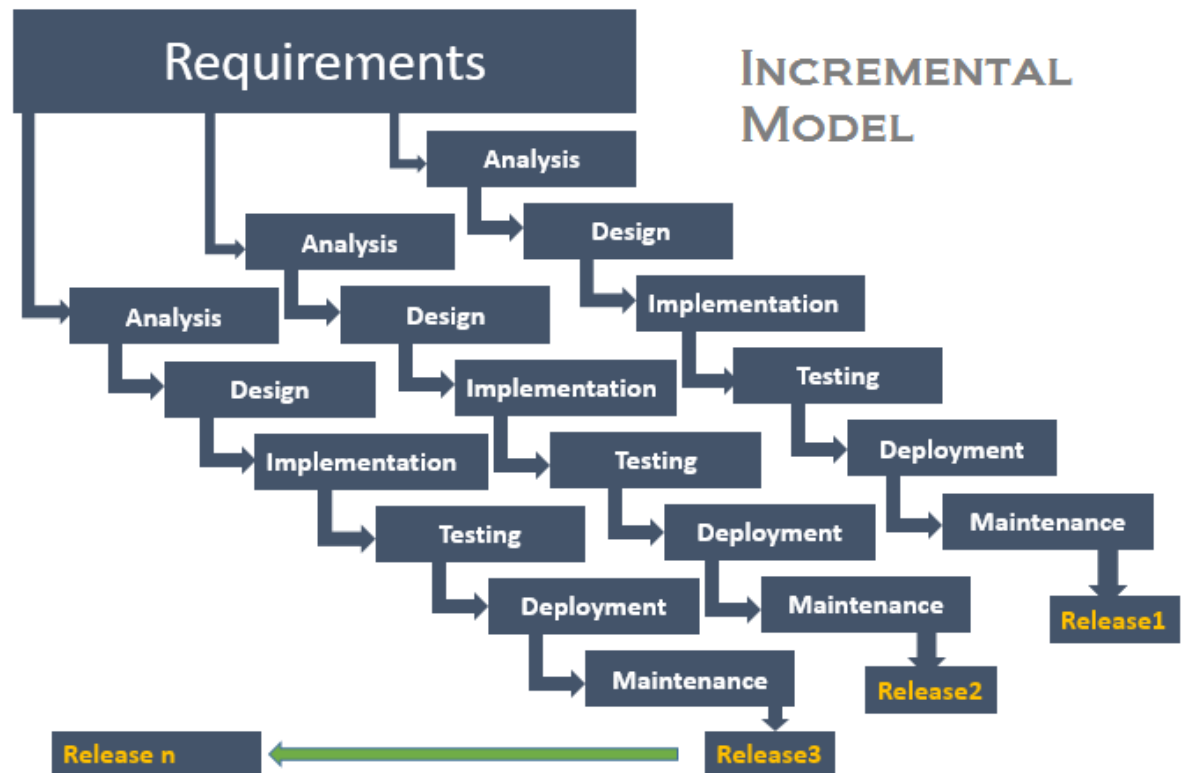 Requirements
INCREMENTAL
MODEL
Analysis
Design
Implementation
Testing
Deployment
Maintenance
Release1
Analysis
Design
Implementation
Testing
Deployment
Maintenance
Release2
Analysis
Design
Implementation
Testing
Deployment
Maintenance
Release3
Release n